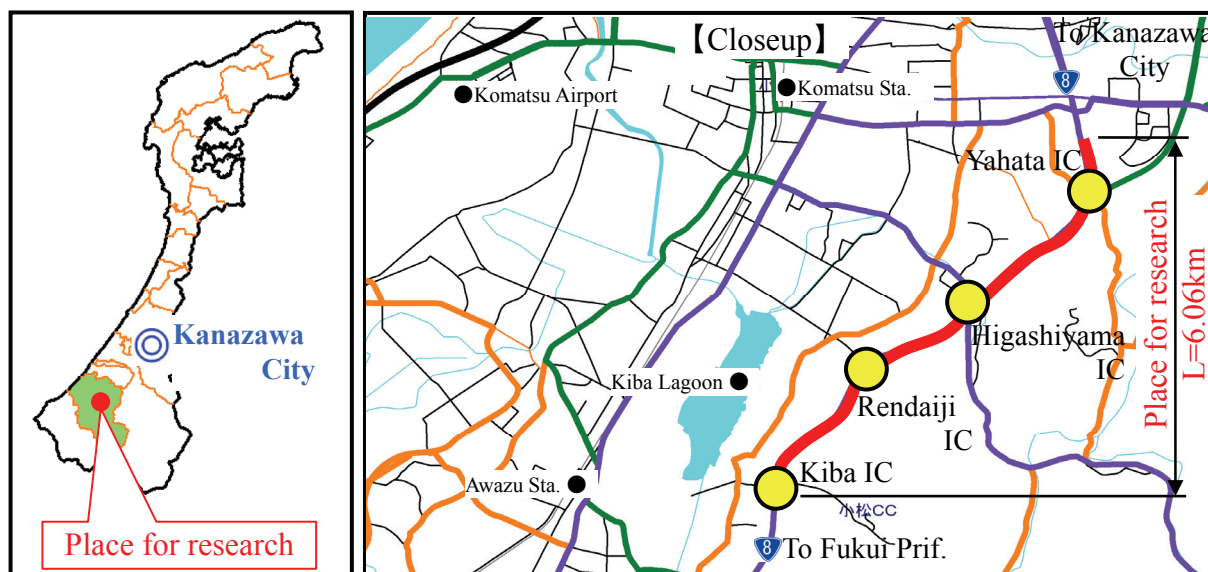 Kanazawa
City
Place for research
【Closeup】
To Kanazawa
City
8
Komatsu Airport
Komatsu Sta.
Yahata IC
Higashiyama
IC
Kiba Lagoon
Rendaiji
IC
Kiba IC
Awazu Sta.
小松CC
8
To Fukui Prif.
Place for research
L=6.06km